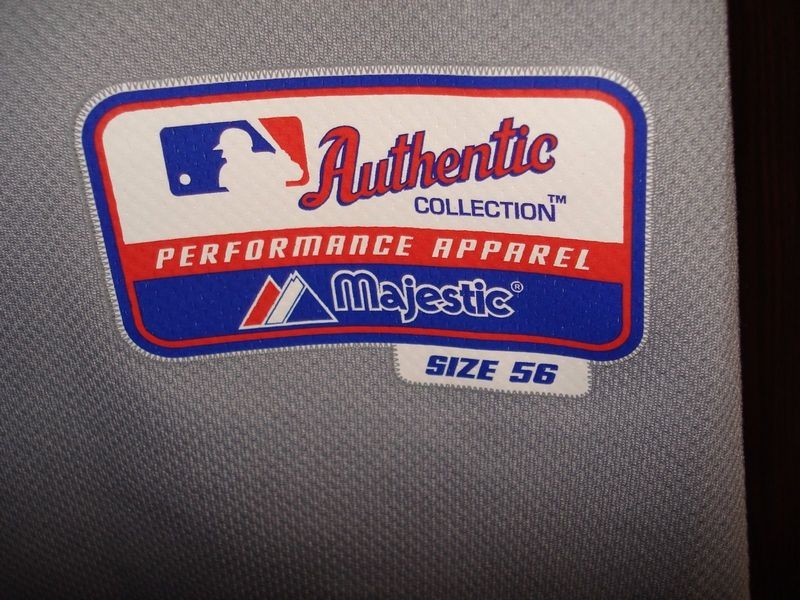 Authentic
COLLECTION™
PERFORMANCE APPAREL
Majestic®
SIZE 56